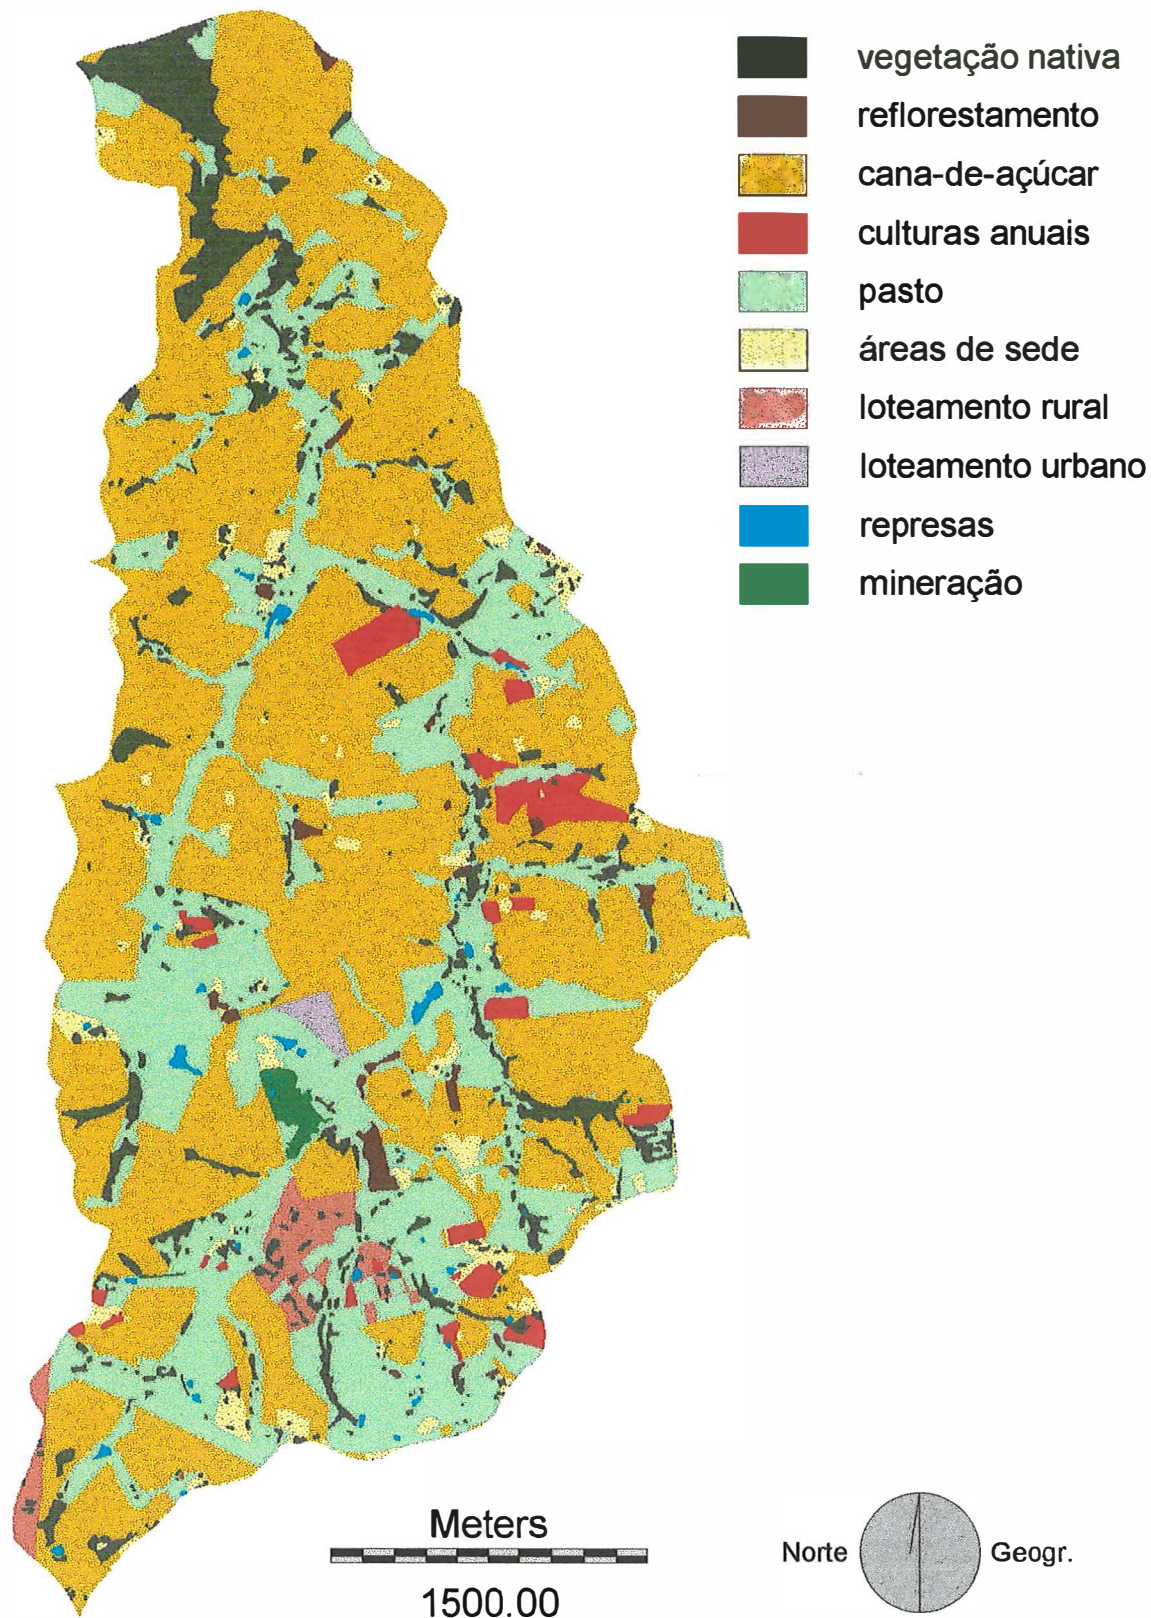 vegetação nativa
reflorestamento
cana-de-açúcar
culturas anuais
pasto
áreas de sede
loteamento rural
loteamento urbano
represas
mineração
Meters
1500.00
Norte Geogr.